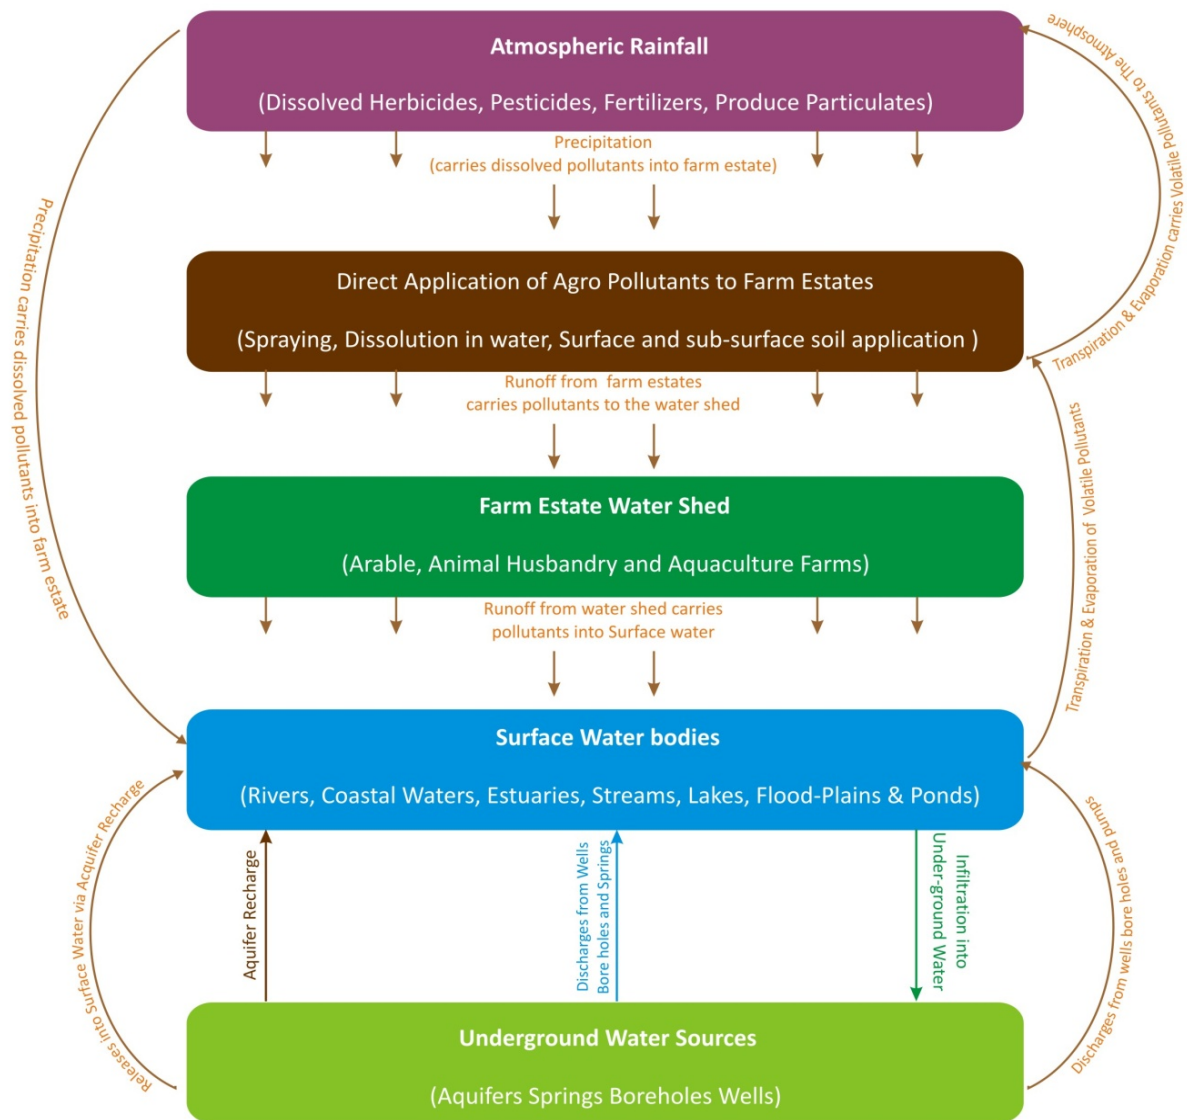 Atmospheric Rainfall
(Dissolved Herbicides, Pesticides, Fertilizers, Produce Particulates)
Precipitation
(carries dissolved pollutants into farm estate)
Transpiration & Evaporation carries Volatile Pollutants to The Atmosphere
Precipitation carries dissolved pollutants into farm estate
Direct Application of Agro Pollutants to Farm Estates
(Spraying, Dissolution in water, Surface and sub-surface soil application )
Runoff from farm estates
carries pollutants to the water shed
Transpiration & Evaporation of Volatile Pollutants
Farm Estate Water Shed
(Arable, Animal Husbandry and Aquaculture Farms)
Runoff from water shed carries
pollutants into Surface water
Surface Water bodies
(Rivers, Coastal Waters, Estuaries, Streams, Lakes, Flood-Plains & Ponds)
Releases into Surface Water via Acquifer Recharge
Aquifer Recharge
Discharges from Wells
Bore holes and Springs
Infiltration into
Under-ground Water
Discharges from wells bore holes and pumps
Underground Water Sources
(Aquifers Springs Boreholes Wells)